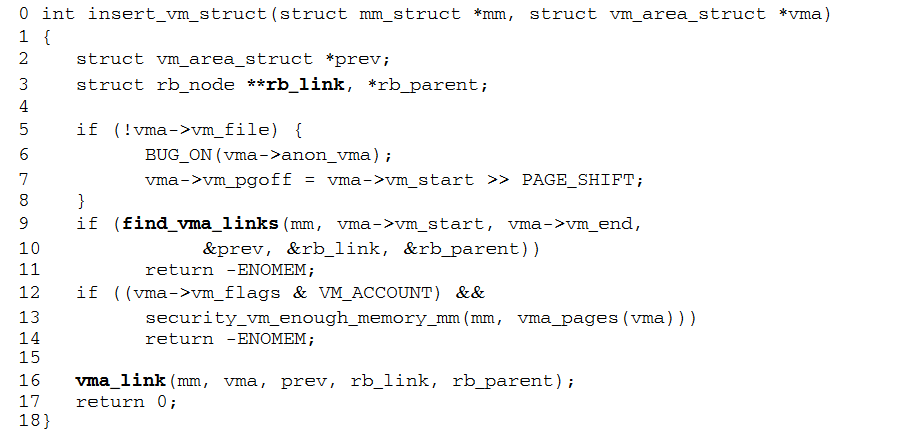 0 int insert_vm_struct(struct mm_struct *mm, struct vm_area_struct *vma)
1 {
2 struct vm_area_struct *prev;
3 struct rb_node **rb_link, *rb_parent;
4
5 if (!vma->vm_file) {
6 BUG_ON(vma->anon_vma);
7 vma->vm_pgoff = vma->vm_start >> PAGE_SHIFT;
8 }
9 if (find_vma_links(mm, vma->vm_start, vma->vm_end,
10 &prev, &rb_link, &rb_parent))
11 return -ENOMEM;
12 if ((vma->vm_flags & VM_ACCOUNT) &&
13 security_vm_enough_memory_mm(mm, vma_pages(vma)))
14 return -ENOMEM;
15
16 vma_link(mm, vma, prev, rb_link, rb_parent);
17 return 0;
18}